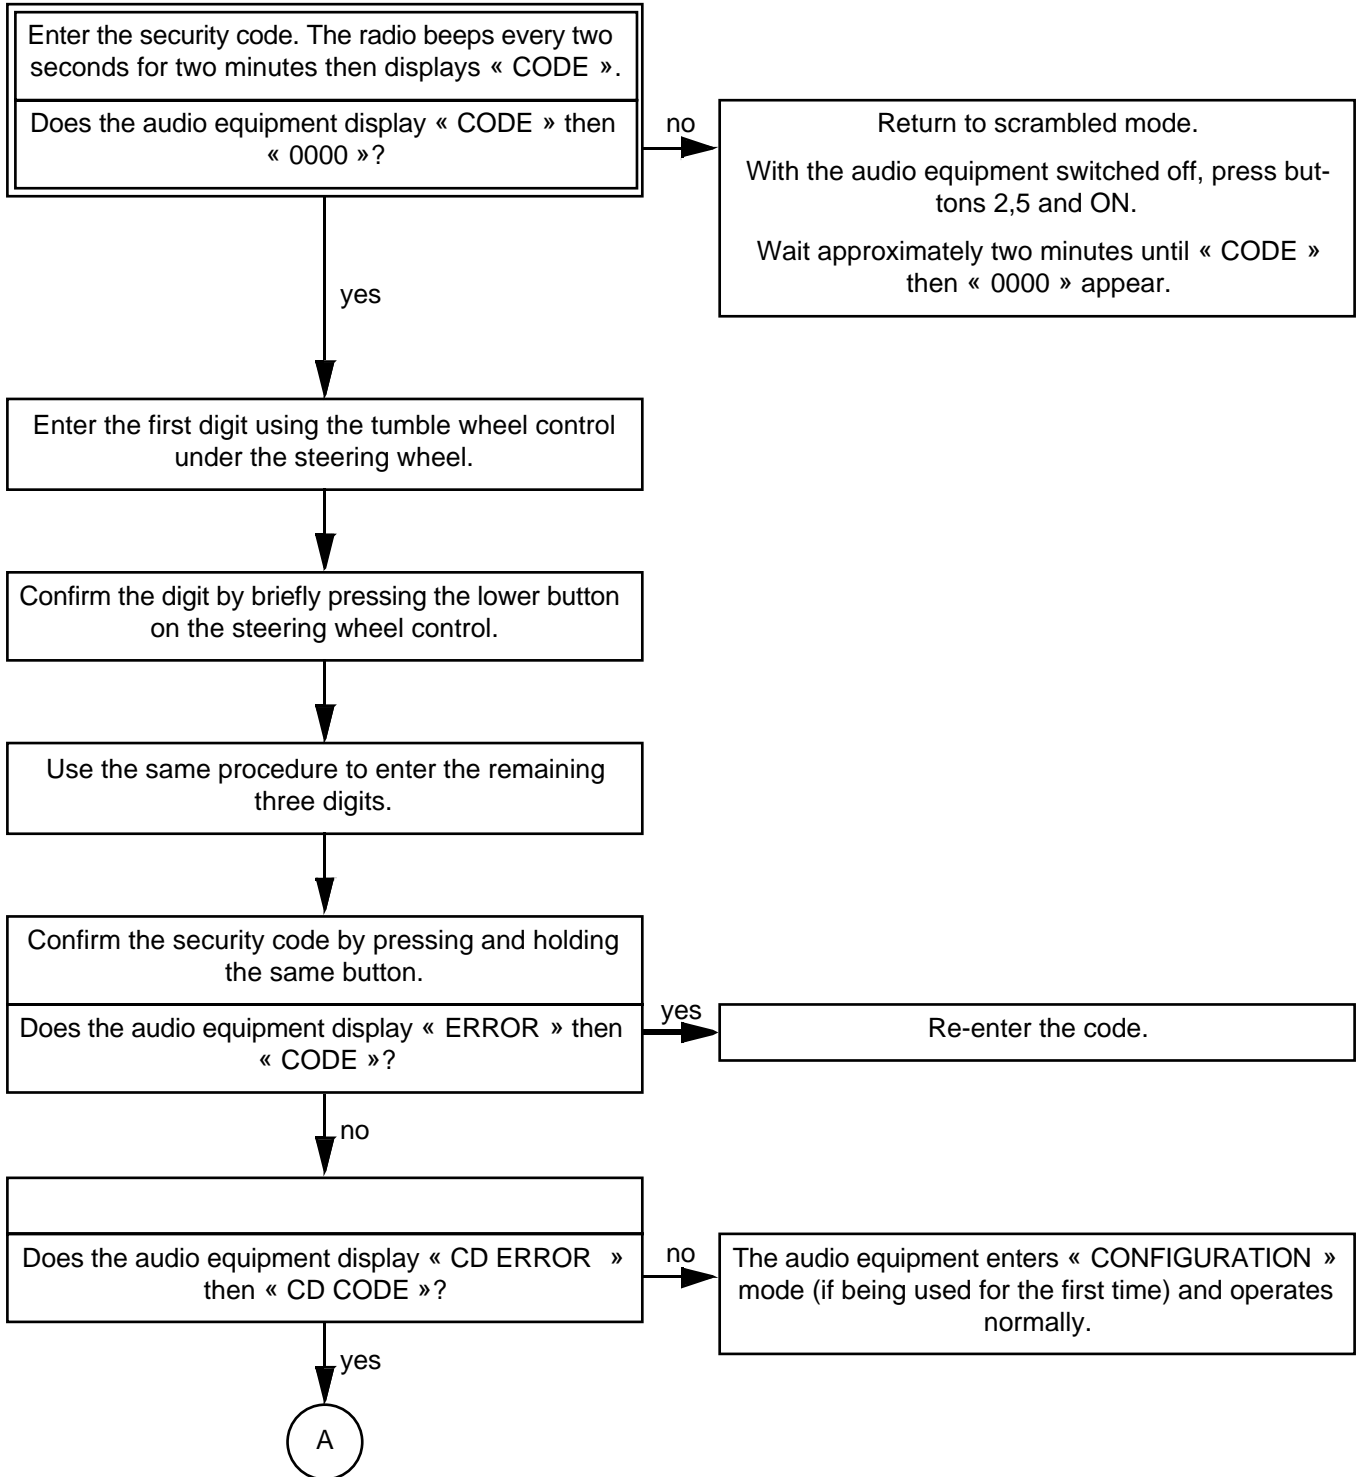 Enter the security code. The radio beeps every two
seconds for two minutes then displays « CODE ».
Does the audio equipment display « CODE » then
« 0000 »?
no
Return to scrambled mode.
With the audio equipment switched off, press but-
tons 2,5 and ON.
Wait approximately two minutes until « CODE »
then « 0000 » appear.
yes
Enter the first digit using the tumble wheel control
under the steering wheel.
Confirm the digit by briefly pressing the lower button
on the steering wheel control.
Use the same procedure to enter the remaining
three digits.
Confirm the security code by pressing and holding
the same button.
Does the audio equipment display « ERROR » then
« CODE »?
yes
Re-enter the code.
no
Does the audio equipment display « CD ERROR »
then « CD CODE »?
no
The audio equipment enters « CONFIGURATION »
mode (if being used for the first time) and operates
normally.
yes
A